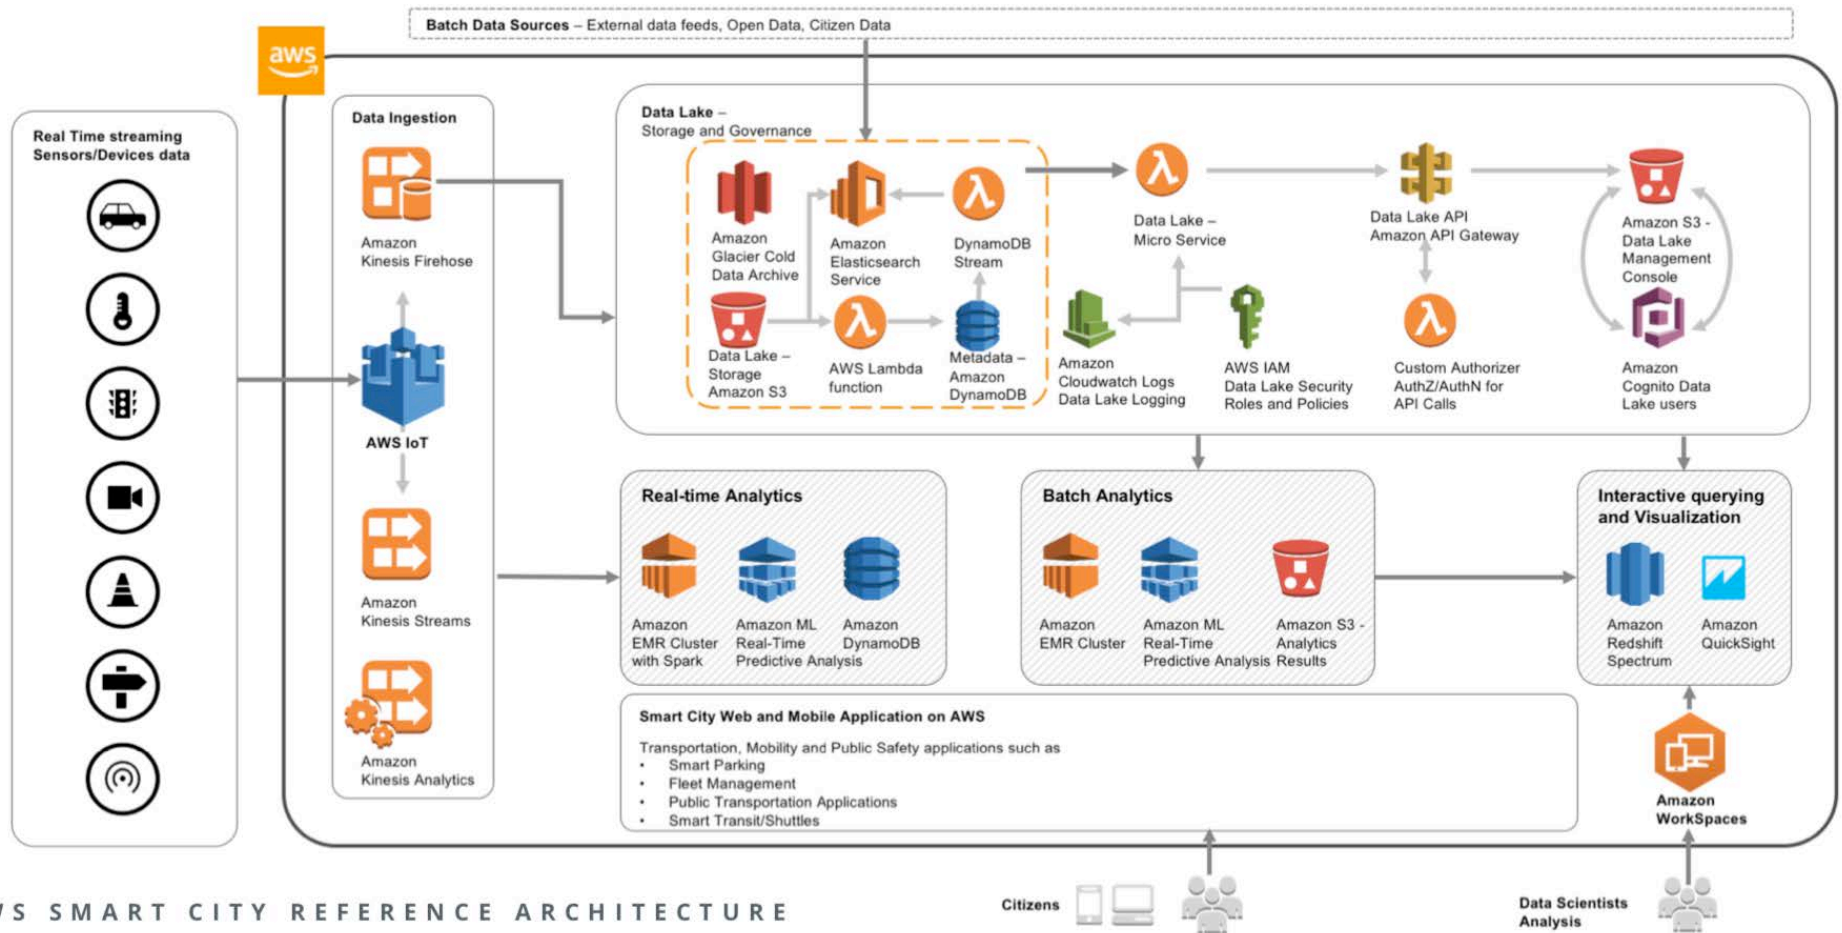 Batch Data Sources – External data feeds, Open Data, Citizen Data
aws
Real Time streaming
Sensors/Devices data
Data Ingestion
Amazon
Kinesis Firehose
AWS IoT
Amazon
Kinesis Streams
Amazon
Kinesis Analytics
Data Lake –
Storage and Governance
Amazon
Glacier Cold
Data Archive
Amazon
Elasticsearch
Service
DynamoDB
Stream
Data Lake –
Storage
Amazon S3
AWS Lambda
function
Metadata –
Amazon
DynamoDB
Data Lake –
Micro Service
Amazon
Cloudwatch Logs
Data Lake Logging
AWS IAM
Data Lake Security
Roles and Policies
Data Lake API
Amazon API Gateway
Custom Authorizer
AuthZ/AuthN for
API Calls
Amazon S3 -
Data Lake
Management
Console
Amazon
Cognito Data
Lake users
Real-time Analytics
Amazon
EMR Cluster
with Spark
Amazon ML
Real-Time
Predictive Analysis
Amazon
DynamoDB
Batch Analytics
Amazon
EMR Cluster
Amazon ML
Real-Time
Predictive Analysis
Amazon S3 -
Analytics
Results
Interactive querying
and Visualization
Amazon
Redshift
Spectrum
Amazon
QuickSight
Smart City Web and Mobile Application on AWS
Transportation, Mobility and Public Safety applications such as
• Smart Parking
• Fleet Management
• Public Transportation Applications
• Smart Transit/Shuttles
Amazon
WorkSpaces
Citizens
Data Scientists
Analysis
WS SMART CITY REFERENCE ARCHITECTURE